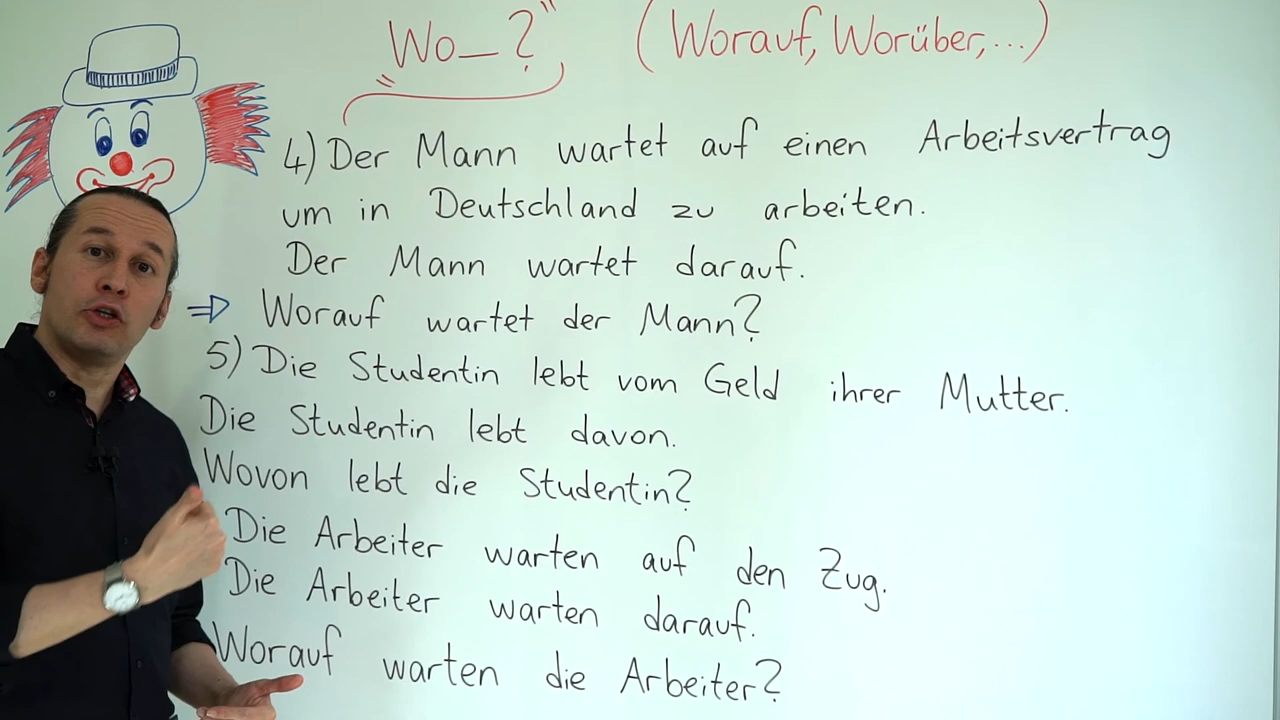 "Wo_?" (Worauf, Worüber,...)
4) Der Mann wartet auf einen Arbeitsvertrag
um in Deutschland zu arbeiten.
Der Mann wartet darauf.
⇒ Worauf wartet der Mann?
5) Die Studentin lebt vom Geld ihrer Mutter.
Die Studentin lebt davon.
Wovon lebt die Studentin?
Die Arbeiter warten auf den Zug.
Die Arbeiter warten darauf.
Worauf warten die Arbeiter?